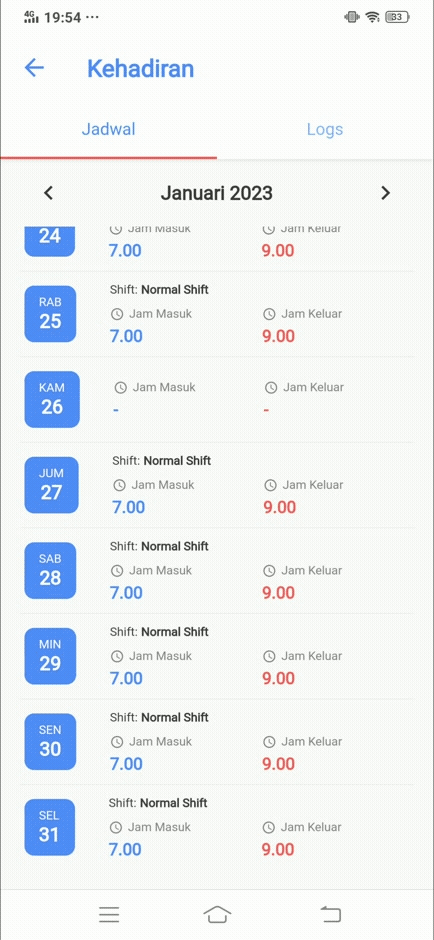 4G 19:54 ··· 33
Kehadiran
Jadwal Logs
Januari 2023
24 Jam Masuk Jam Keluar
7.00 9.00
Shift: Normal Shift
RAB Jam Masuk Jam Keluar
25 7.00 9.00
KAM Jam Masuk Jam Keluar
26 - -
Shift: Normal Shift
JUM Jam Masuk Jam Keluar
27 7.00 9.00
Shift: Normal Shift
SAB Jam Masuk Jam Keluar
28 7.00 9.00
Shift: Normal Shift
MIN Jam Masuk Jam Keluar
29 7.00 9.00
Shift: Normal Shift
SEN Jam Masuk Jam Keluar
30 7.00 9.00
Shift: Normal Shift
SEL Jam Masuk Jam Keluar
31 7.00 9.00